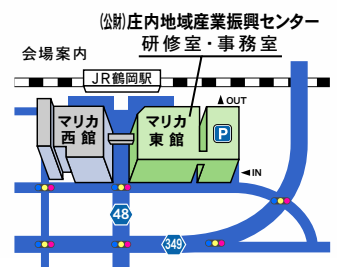 (公財)庄内地域産業振興センター
研修室・事務室
会場案内
JR鶴岡駅
OUT
マリカ
西館
マリカ
東館
P
IN
48
349